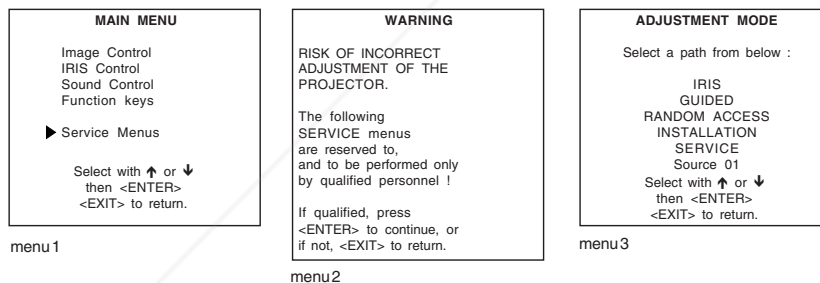 MAIN MENU
Image Control
IRIS Control
Sound Control
Function keys
Service Menus
Select with ↑ or ↓
then <ENTER>
<EXIT> to return.
menu1
WARNING
RISK OF INCORRECT
ADJUSTMENT OF THE
PROJECTOR.
The following
SERVICE menus
are reserved to,
and to be performed only
by qualified personnel !
If qualified, press
<ENTER> to continue, or
if not, <EXIT> to return.
menu2
ADJUSTMENT MODE
Select a path from below :
IRIS
GUIDED
RANDOM ACCESS
INSTALLATION
SERVICE
Source 01
Select with ↑ or ↓
then <ENTER>
<EXIT> to return.
menu3